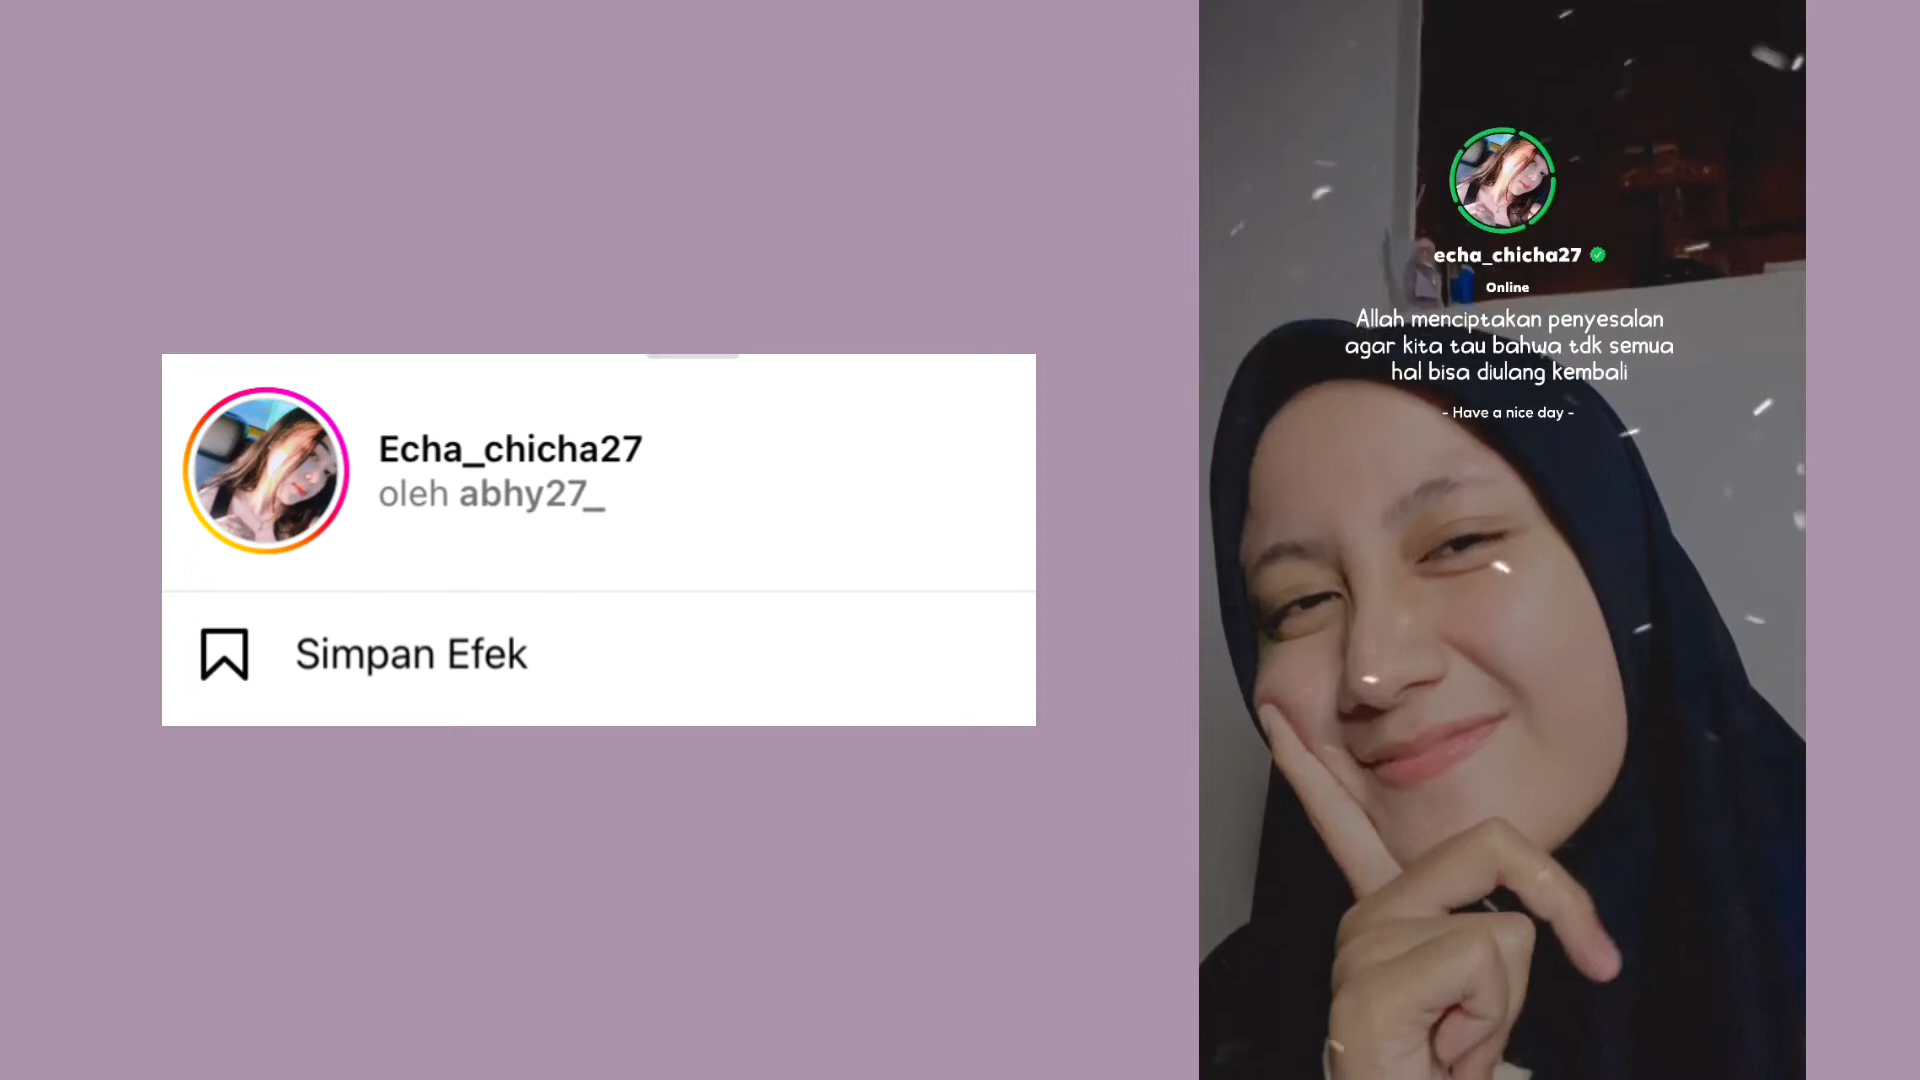 Echa_chicha27
oleh abhy27_
Simpan Efek
echa_chicha27
Online
Allah menciptakan penyesalan
agar kita tau bahwa tdk semua
hal bisa diulang kembali
- Have a nice day -